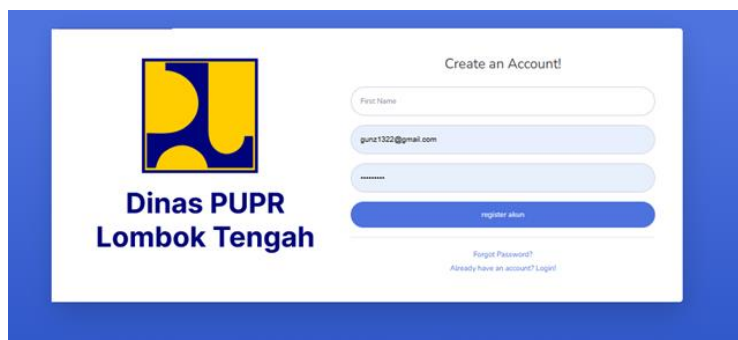 Dinas PUPR
Lombok Tengah
Create an Account!
First Name
gunz1322@gmail.com
•••••••••
register akun
Forgot Password?
Already have an account? Login!